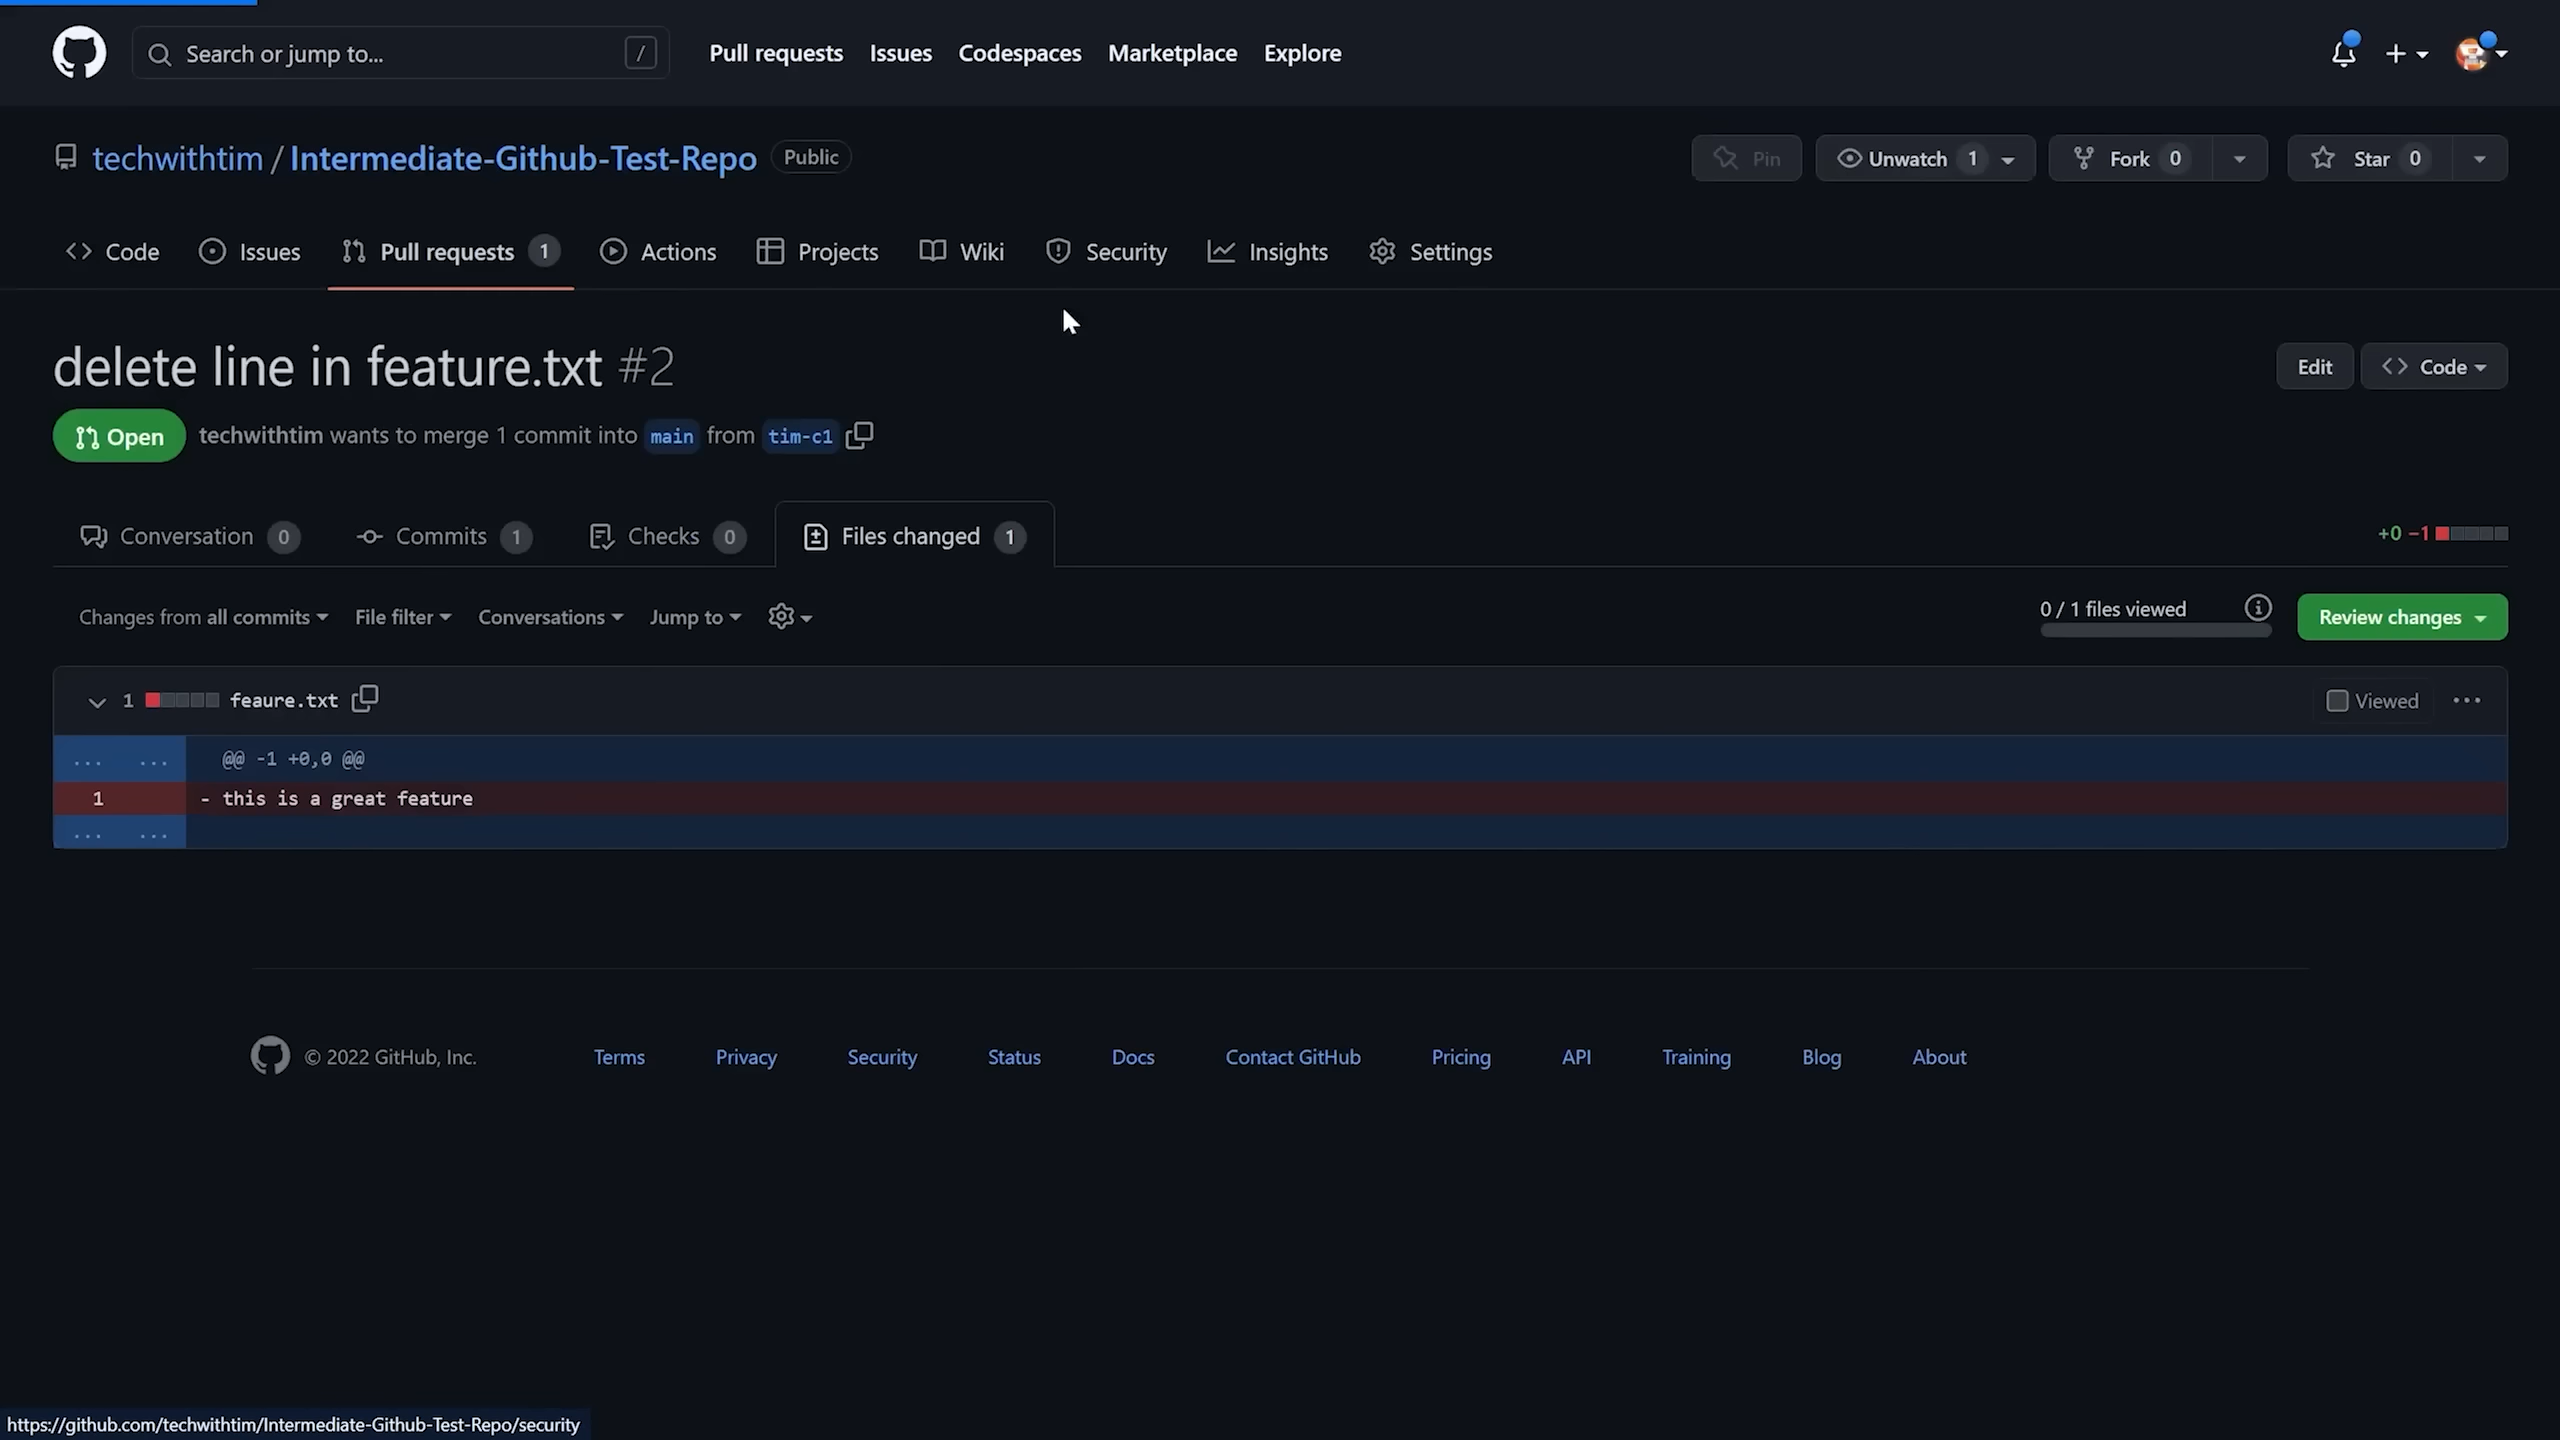 Search or jump to... / Pull requests Issues Codespaces Marketplace Explore
techwithtim / Intermediate-Github-Test-Repo Public Pin Unwatch 1 Fork 0 Star 0
Code Issues Pull requests 1 Actions Projects Wiki Security Insights Settings
delete line in feature.txt #2 Edit Code
Open techwithtim wants to merge 1 commit into main from tim-c1
Conversation 0 Commits 1 Checks 0 Files changed 1 +0 −1
Changes from all commits File filter Conversations Jump to 0 / 1 files viewed Review changes
1 feaure.txt Viewed ...
... ... @@ -1 +0,0 @@
1 - this is a great feature
... ...
© 2022 GitHub, Inc. Terms Privacy Security Status Docs Contact GitHub Pricing API Training Blog About
https://github.com/techwithtim/Intermediate-Github-Test-Repo/security